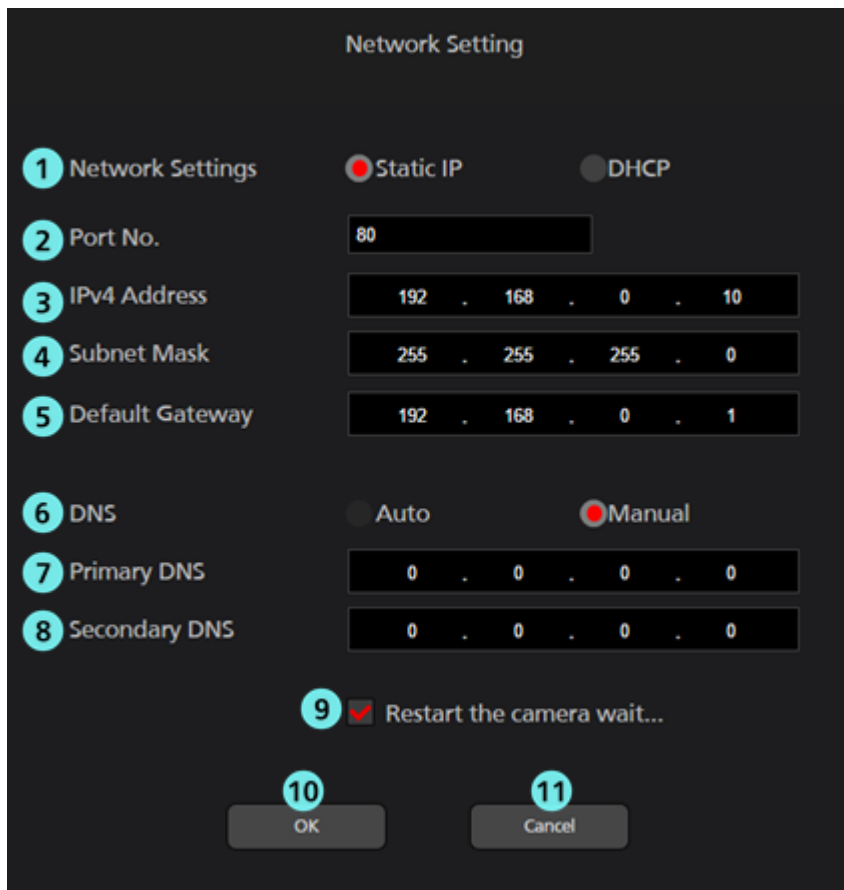 Network Setting
1 Network Settings Static IP DHCP
2 Port No. 80
3 IPv4 Address 192 . 168 . 0 . 10
4 Subnet Mask 255 . 255 . 255 . 0
5 Default Gateway 192 . 168 . 0 . 1
6 DNS Auto Manual
7 Primary DNS 0 . 0 . 0 . 0
8 Secondary DNS 0 . 0 . 0 . 0
9 Restart the camera wait...
10 11
OK Cancel